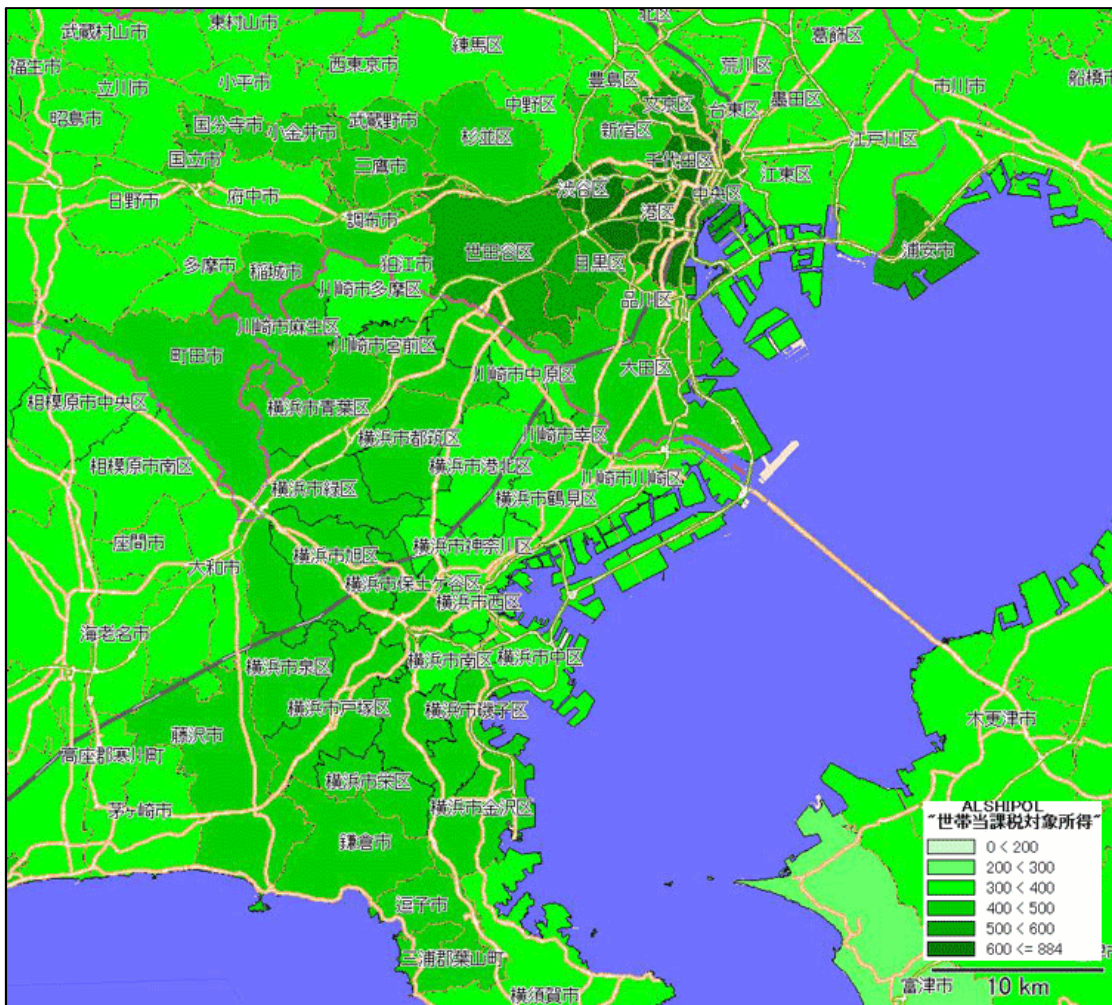 武蔵村山市
東村山市
北区
葛飾区
練馬区
福生市
西東京市
荒川区
立川市
小平市
豊島区
市川市
船橋市
中野区
文京区
台東区
墨田区
昭島市
国分寺市
小金井市
武蔵野市
杉並区
新宿区
江戸川区
国立市
三鷹市
千代田区
江東区
日野市
府中市
渋谷区
中央区
調布市
港区
世田谷区
浦安市
多摩市
稲城市
狛江市
目黒区
川崎市多摩区
品川区
川崎市麻生区
川崎市宮前区
町田市
大田区
川崎市中原区
相模原市中央区
横浜市青葉区
横浜市都筑区
川崎市幸区
相模原市南区
横浜市港北区
川崎市川崎区
横浜市緑区
横浜市鶴見区
座間市
横浜市神奈川区
横浜市旭区
大和市
横浜市保土ケ谷区
横浜市西区
海老名市
横浜市泉区
横浜市南区
横浜市中区
横浜市戸塚区
横浜市磯子区
木更津市
藤沢市
高座郡寒川町
横浜市栄区
茅ヶ崎市
横浜市金沢区
鎌倉市
逗子市
三浦郡葉山町
横須賀市
富津市
ALSHIPOL
"世帯当課税対象所得"
0 < 200
200 < 300
300 < 400
400 < 500
500 < 600
600 <= 884
10 km